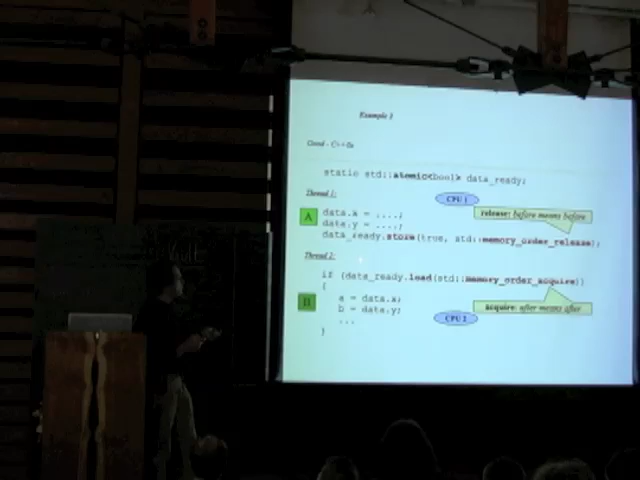 Example 3
Good - C++0x
static std::atomic<bool> data_ready;
Thread 1:
CPU 1
A
data.x = ....;
data.y = ....;
data_ready.store(true, std::memory_order_release);
release: before means before
Thread 2:
if (data_ready.load(std::memory_order_acquire))
{
B
a = data.x;
b = data.y;
...
}
acquire: after means after
CPU 2